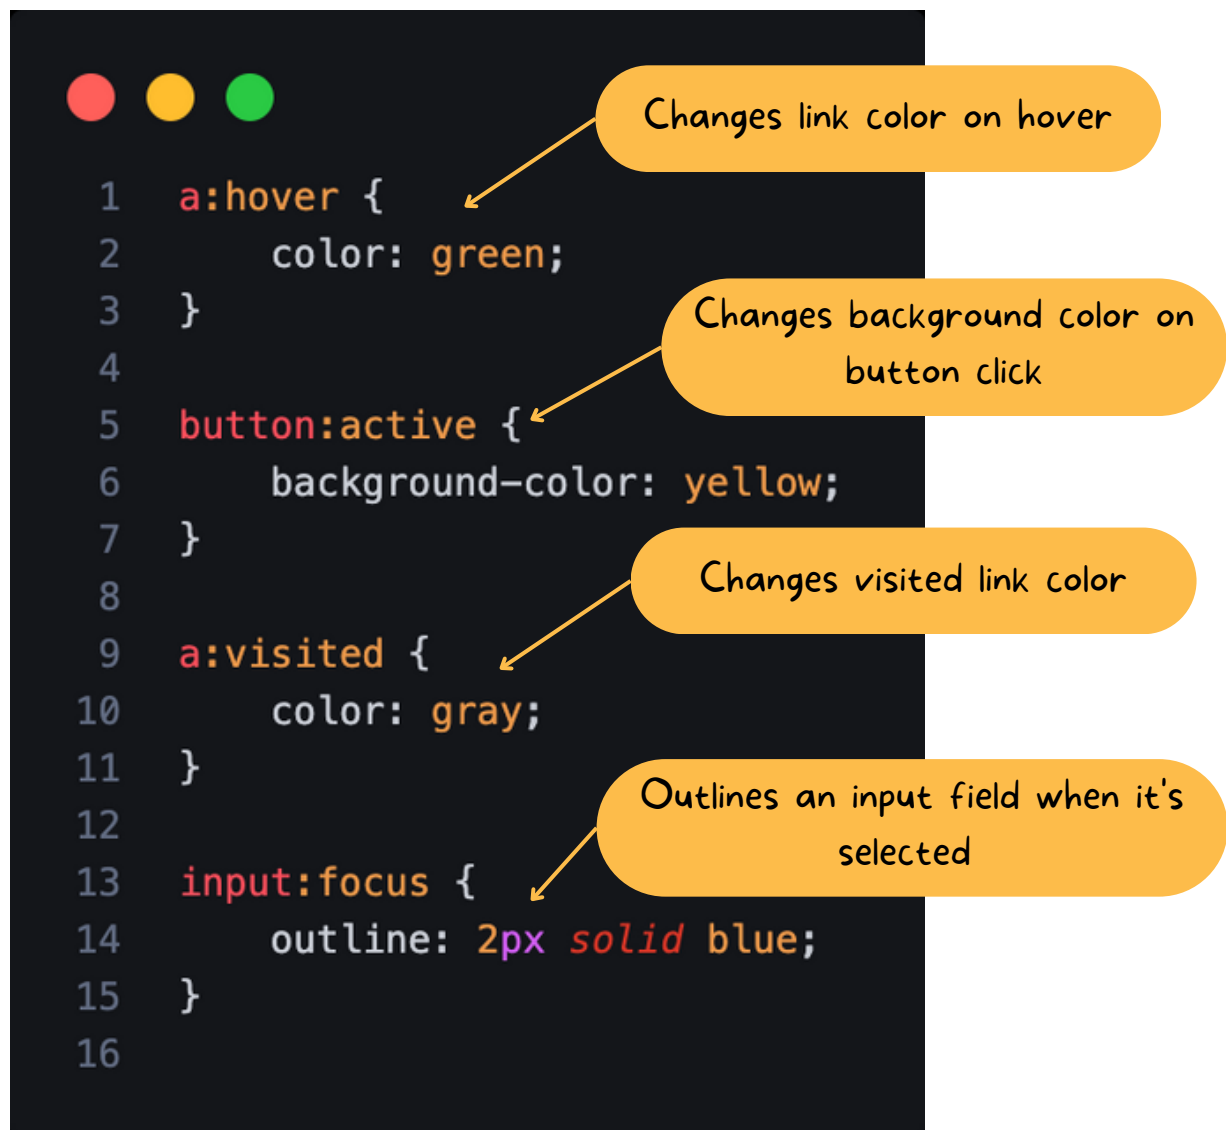 Changes link color on hover
1 a:hover {
2     color: green;
3 }
Changes background color on
button click
4
5 button:active {
6     background-color: yellow;
7 }
Changes visited link color
8
9 a:visited {
10     color: gray;
11 }
Outlines an input field when it's
selected
12
13 input:focus {
14     outline: 2px solid blue;
15 }
16